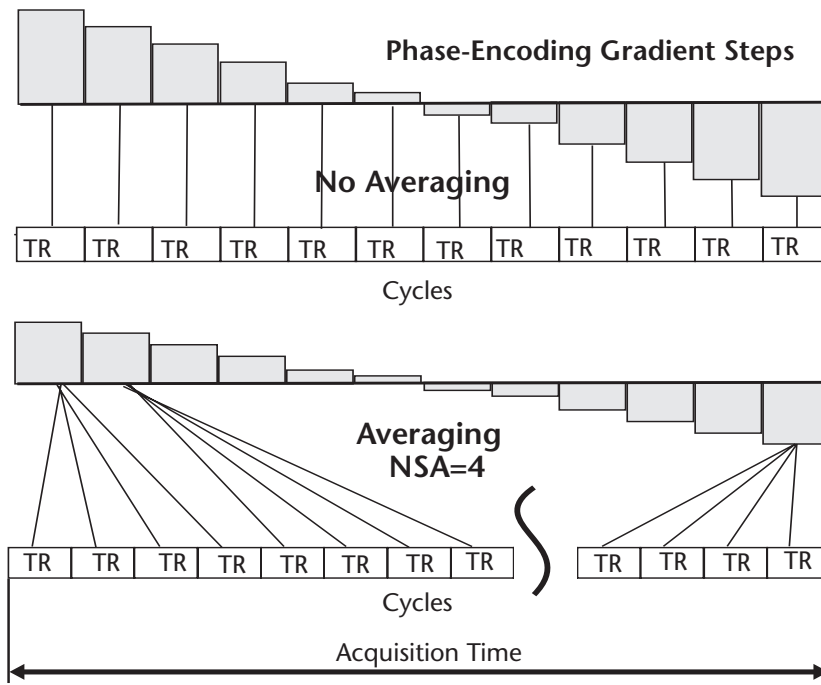 Phase-Encoding Gradient Steps
No Averaging
TR TR TR TR TR TR TR TR TR TR TR TR
Cycles
Averaging
NSA=4
TR TR TR TR TR TR TR TR TR TR TR TR
Cycles
Acquisition Time